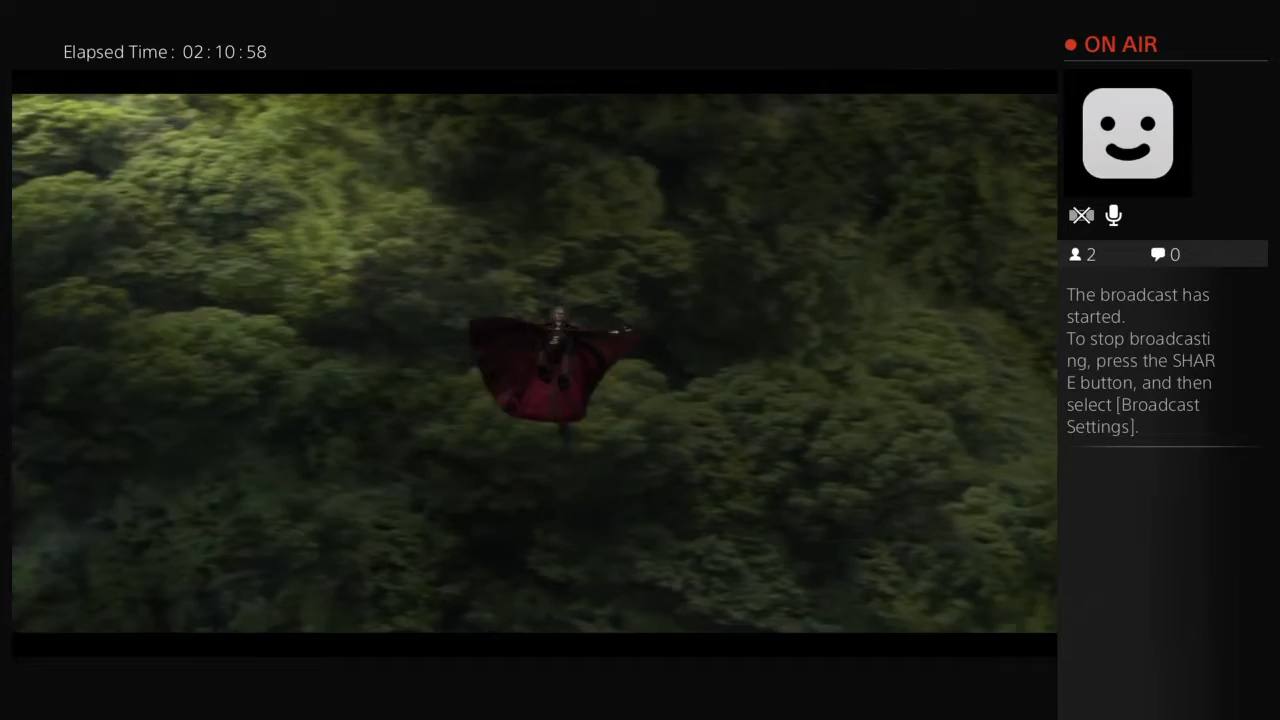 Elapsed Time: 02:10:58
ON AIR
2
0
The broadcast has
started.
To stop broadcasti
ng, press the SHAR
E button, and then
select [Broadcast
Settings].